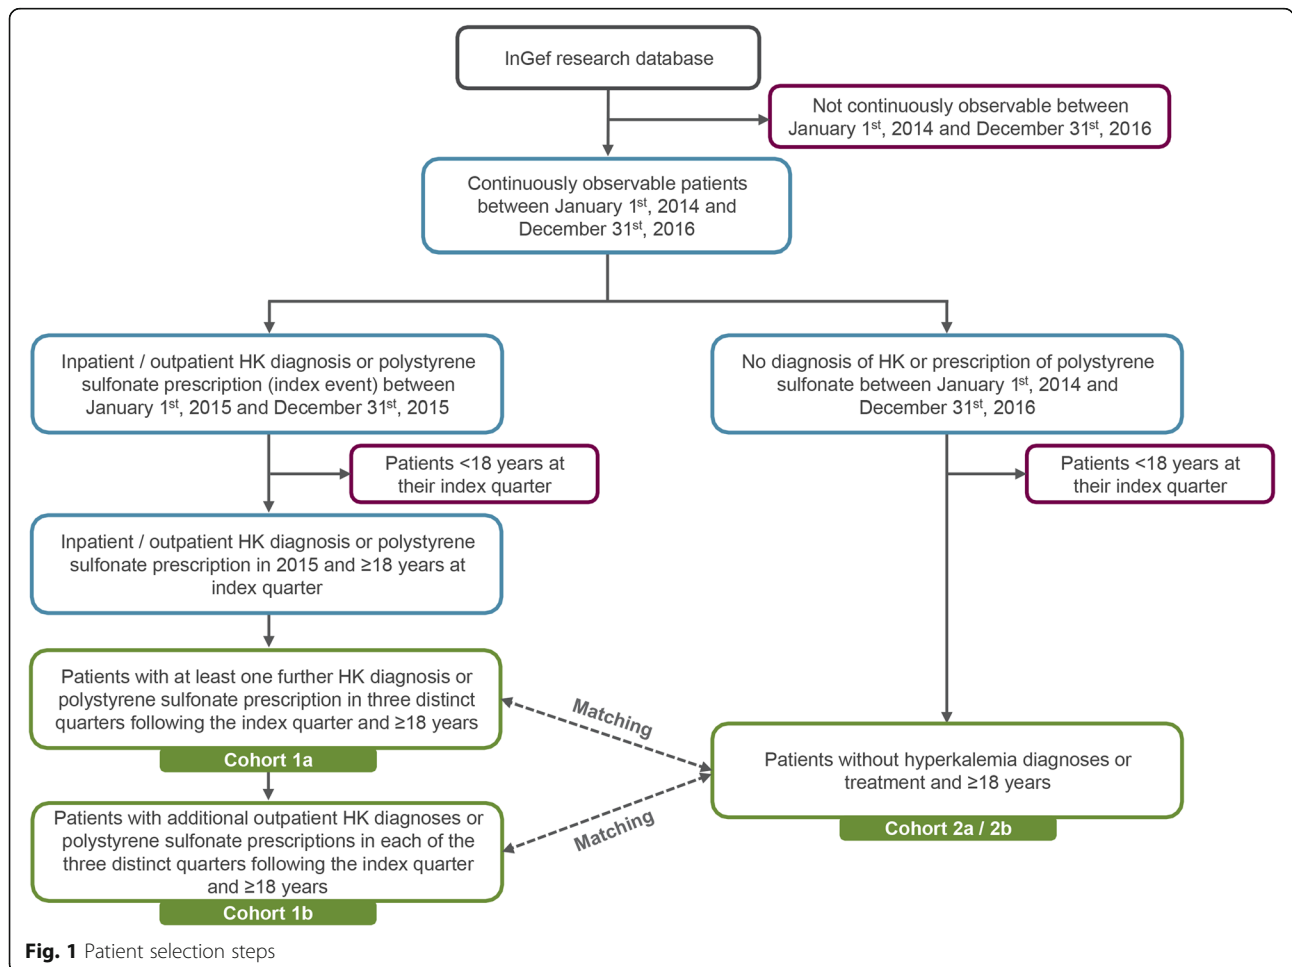 InGef research database
Not continuously observable between
January 1st, 2014 and December 31st, 2016
Continuously observable patients
between January 1st, 2014 and
December 31st, 2016
Inpatient / outpatient HK diagnosis or polystyrene
sulfonate prescription (index event) between
January 1st, 2015 and December 31st, 2015
No diagnosis of HK or prescription of polystyrene
sulfonate between January 1st, 2014 and
December 31st, 2016
Patients <18 years at
their index quarter
Patients <18 years at
their index quarter
Inpatient / outpatient HK diagnosis or polystyrene
sulfonate prescription in 2015 and ≥18 years at
index quarter
Patients with at least one further HK diagnosis or
polystyrene sulfonate prescription in three distinct
quarters following the index quarter and ≥18 years
Cohort 1a
Matching
Patients without hyperkalemia diagnoses or
treatment and ≥18 years
Cohort 2a / 2b
Matching
Patients with additional outpatient HK diagnoses or
polystyrene sulfonate prescriptions in each of the
three distinct quarters following the index quarter
and ≥18 years
Cohort 1b
Fig. 1 Patient selection steps